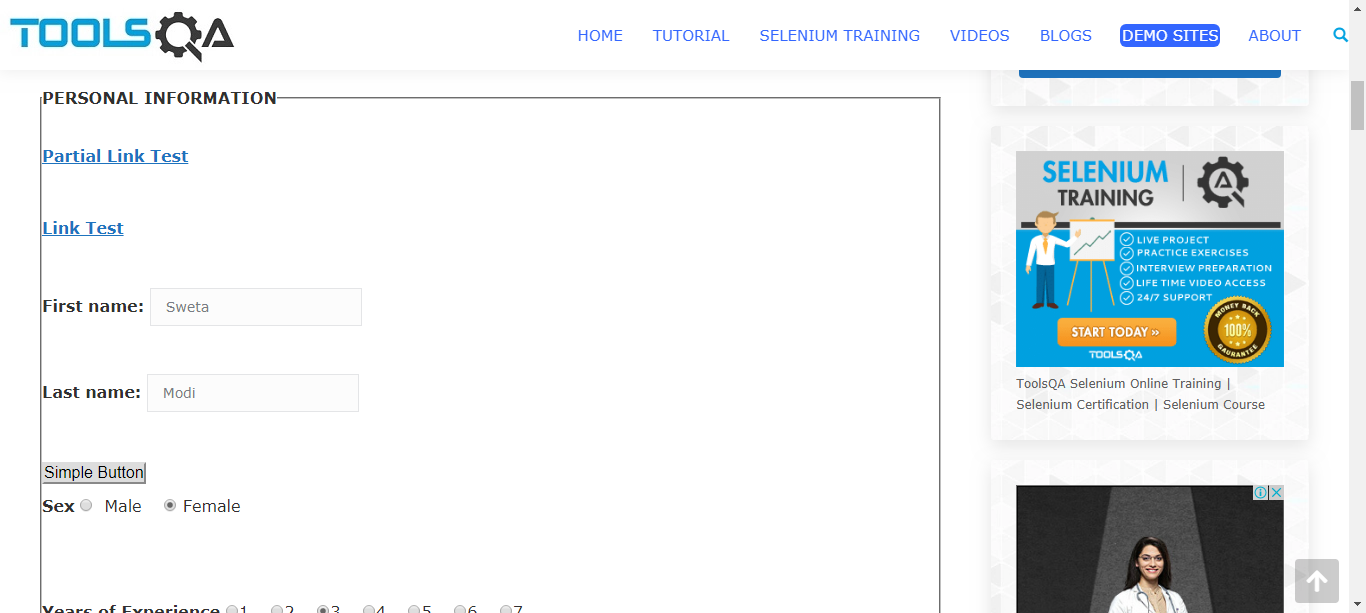 TOOLSQA
HOME TUTORIAL SELENIUM TRAINING VIDEOS BLOGS DEMO SITES ABOUT
PERSONAL INFORMATION
Partial Link Test
Link Test
First name: Sweta
Last name: Modi
Simple Button
Sex Male Female
Years of Experience 1 2 3 4 5 6 7
SELENIUM
TRAINING
LIVE PROJECT
PRACTICE EXERCISES
INTERVIEW PREPARATION
LIFE TIME VIDEO ACCESS
24/7 SUPPORT
START TODAY »
TOOLSQA
MONEY BACK
100%
GAURANTEE
ToolsQA Selenium Online Training |
Selenium Certification | Selenium Course